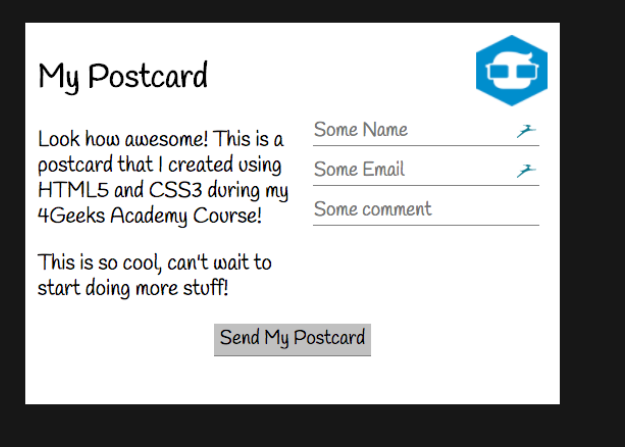 My Postcard
Look how awesome! This is a
postcard that I created using
HTML5 and CSS3 during my
4Geeks Academy Course!
This is so cool, can't wait to
start doing more stuff!
Some Name
Some Email
Some comment
Send My Postcard